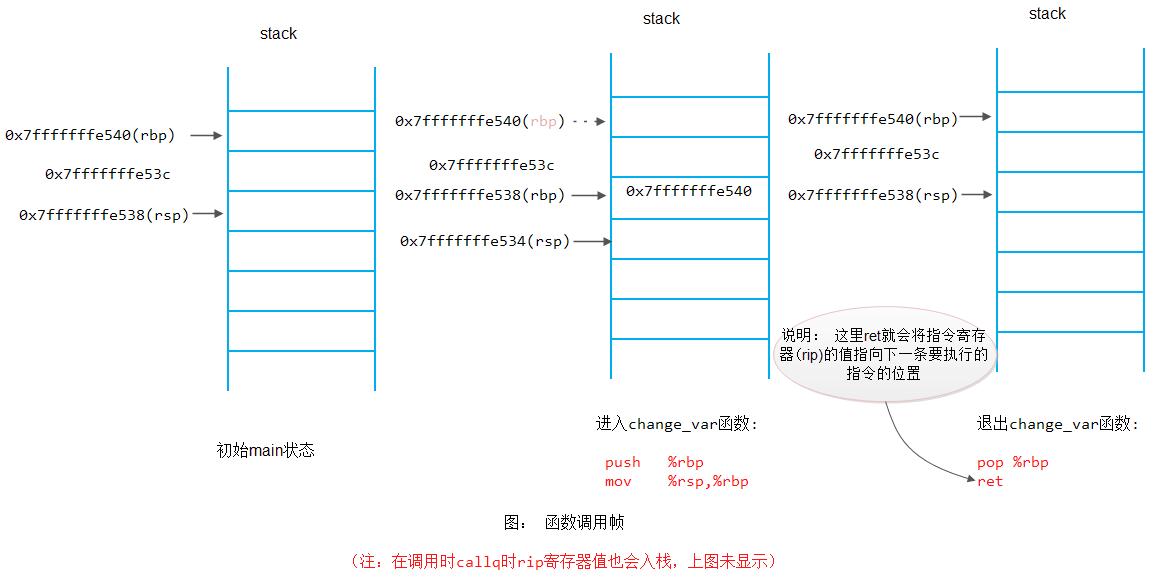 stack
0x7fffffffe540(rbp)
0x7fffffffe53c
0x7fffffffe538(rsp)
初始main状态
stack
0x7fffffffe540(rbp)
0x7fffffffe53c
0x7fffffffe538(rbp)
0x7fffffffe540
0x7fffffffe534(rsp)
进入change_var函数:
push %rbp
mov %rsp,%rbp
stack
0x7fffffffe540(rbp)
0x7fffffffe53c
0x7fffffffe538(rsp)
说明： 这里ret就会将指令寄存
器(rip)的值指向下一条要执行的
指令的位置
退出change_var函数:
pop %rbp
ret
图： 函数调用帧
（注：在调用时callq时rip寄存器值也会入栈，上图未显示）